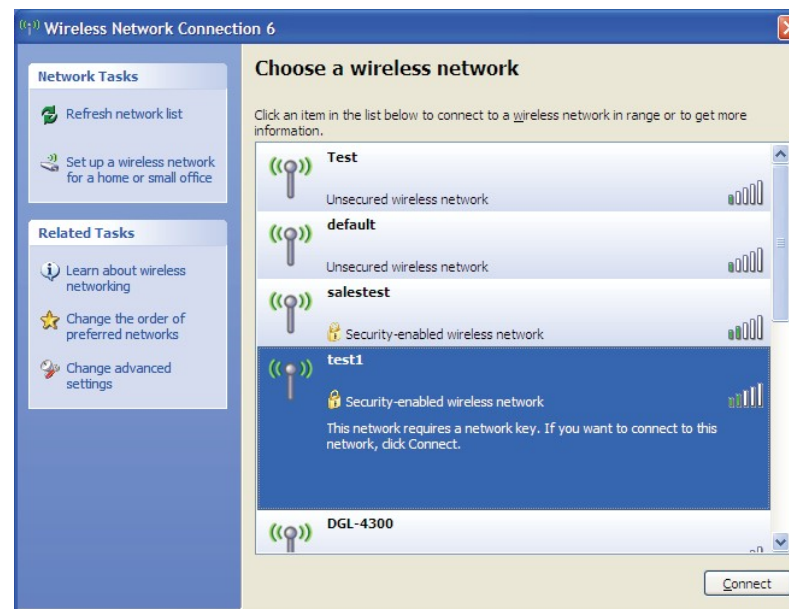 Wireless Network Connection 6
Network Tasks
Refresh network list
Set up a wireless network
for a home or small office
Related Tasks
Learn about wireless
networking
Change the order of
preferred networks
Change advanced
settings
Choose a wireless network
Click an item in the list below to connect to a wireless network in range or to get more
information.
Test
Unsecured wireless network
default
Unsecured wireless network
salestest
Security-enabled wireless network
test1
Security-enabled wireless network
This network requires a network key. If you want to connect to this
network, click Connect.
DGL-4300
Connect